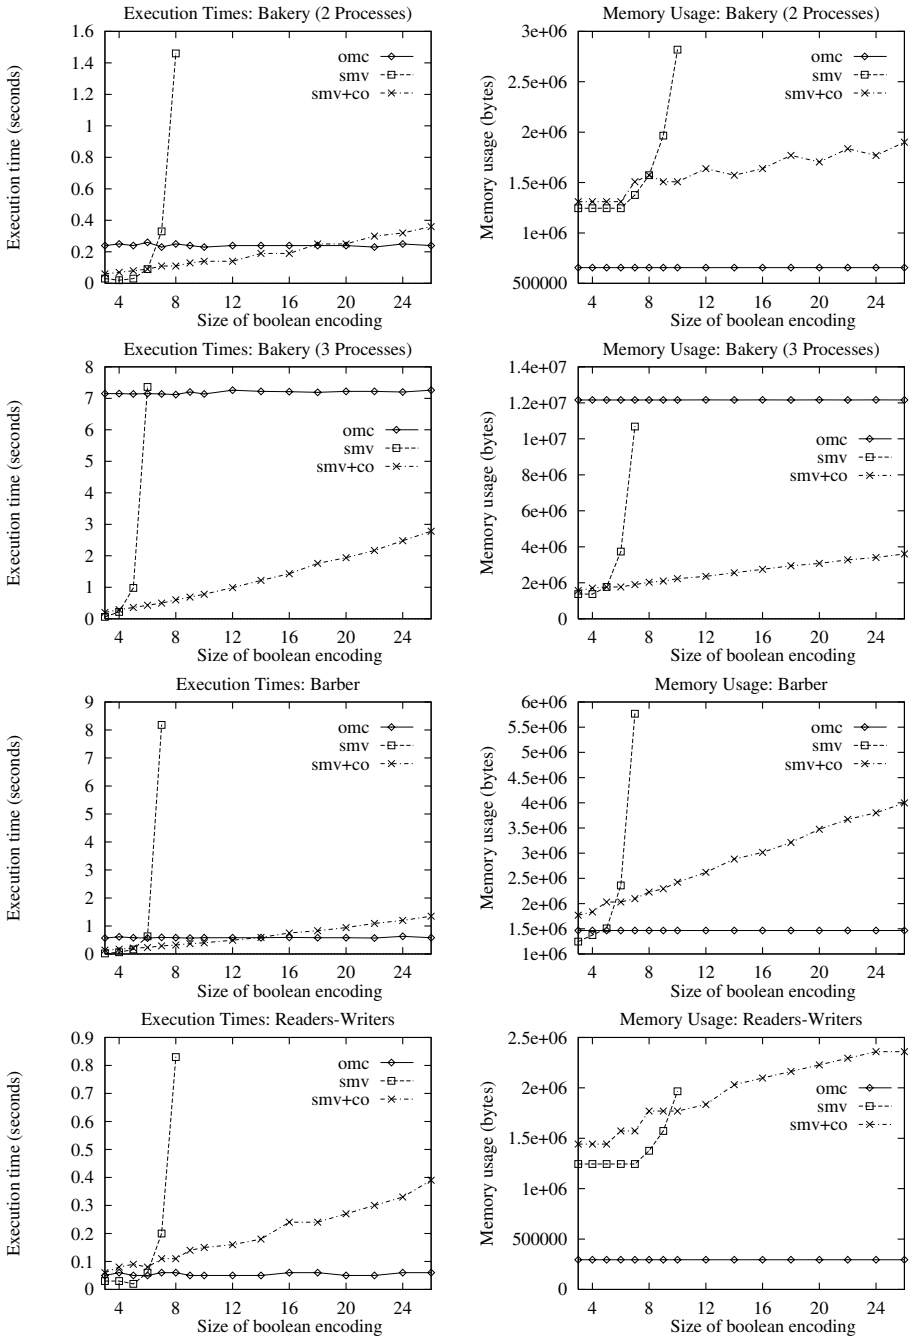 Execution Times: Bakery (2 Processes)
Execution time (seconds)
1.6
1.4
1.2
1
0.8
0.6
0.4
0.2
0
omc
smv
smv+co
4 8 12 16 20 24
Size of boolean encoding
Memory Usage: Bakery (2 Processes)
Memory usage (bytes)
3e+06
2.5e+06
2e+06
1.5e+06
1e+06
500000
omc
smv
smv+co
4 8 12 16 20 24
Size of boolean encoding
Execution Times: Bakery (3 Processes)
Execution time (seconds)
8
7
6
5
4
3
2
1
0
omc
smv
smv+co
4 8 12 16 20 24
Size of boolean encoding
Memory Usage: Bakery (3 Processes)
Memory usage (bytes)
1.4e+07
1.2e+07
1e+07
8e+06
6e+06
4e+06
2e+06
0
omc
smv
smv+co
4 8 12 16 20 24
Size of boolean encoding
Execution Times: Barber
Execution time (seconds)
9
8
7
6
5
4
3
2
1
0
omc
smv
smv+co
4 8 12 16 20 24
Size of boolean encoding
Memory Usage: Barber
Memory usage (bytes)
6e+06
5.5e+06
5e+06
4.5e+06
4e+06
3.5e+06
3e+06
2.5e+06
2e+06
1.5e+06
1e+06
omc
smv
smv+co
4 8 12 16 20 24
Size of boolean encoding
Execution Times: Readers-Writers
Execution time (seconds)
0.9
0.8
0.7
0.6
0.5
0.4
0.3
0.2
0.1
0
omc
smv
smv+co
4 8 12 16 20 24
Size of boolean encoding
Memory Usage: Readers-Writers
Memory usage (bytes)
2.5e+06
2e+06
1.5e+06
1e+06
500000
0
omc
smv
smv+co
4 8 12 16 20 24
Size of boolean encoding